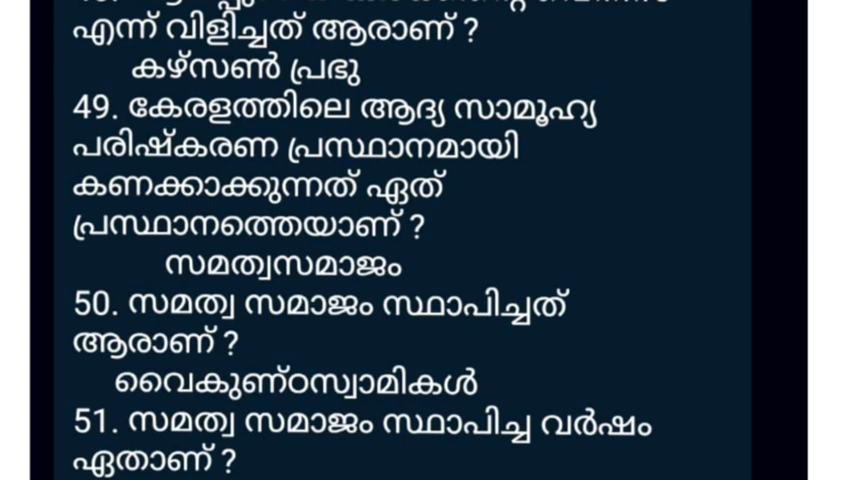 എന്ന് വിളിച്ചത് ആരാണ് ?
കഴ്സൺ പ്രഭു
49. കേരളത്തിലെ ആദ്യ സാമൂഹ്യ
പരിഷ്കരണ പ്രസ്ഥാനമായി
കണക്കാക്കുന്നത് ഏത്
പ്രസ്ഥാനത്തെയാണ് ?
സമത്വസമാജം
50. സമത്വ സമാജം സ്ഥാപിച്ചത്
ആരാണ് ?
വൈകുണ്ഠസ്വാമികൾ
51. സമത്വ സമാജം സ്ഥാപിച്ച വർഷം
ഏതാണ് ?